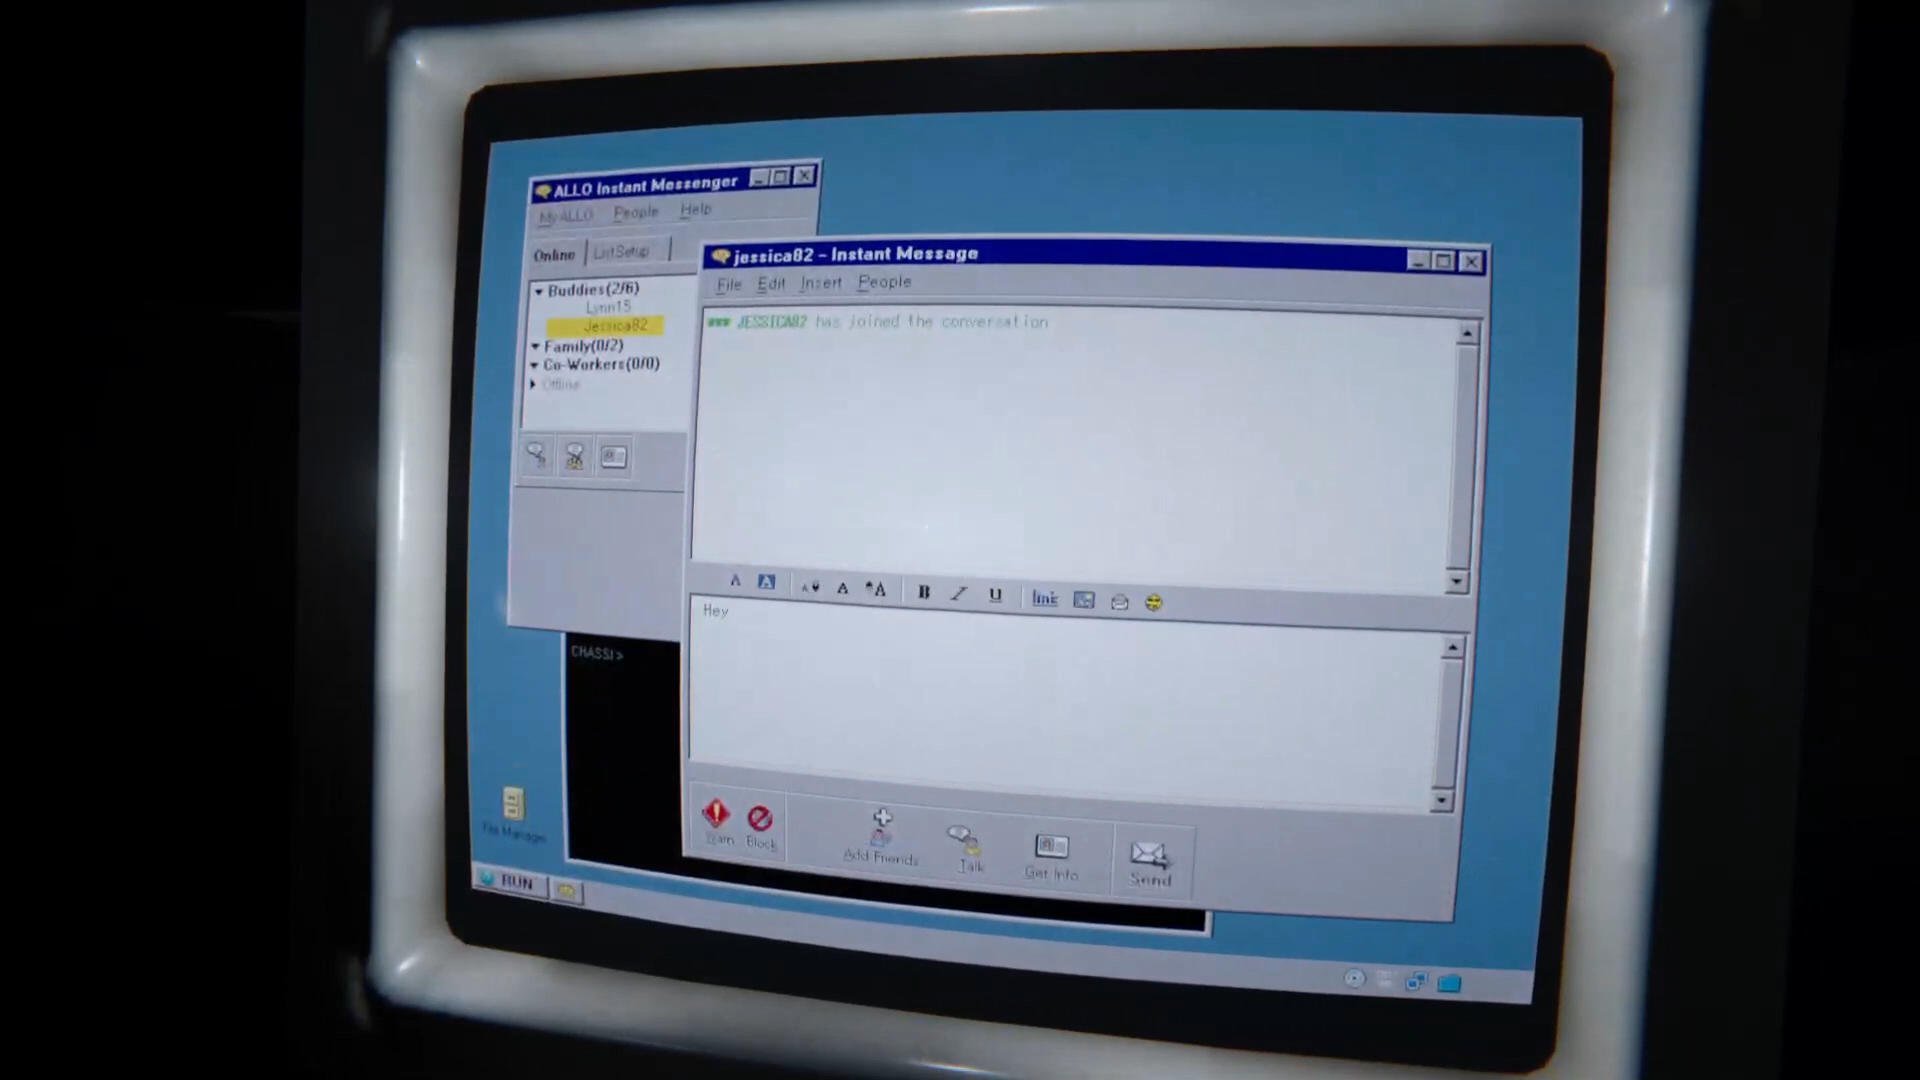 ALLO Instant Messenger
My ALLO People Help
Online List Setup
Buddies(2/6)
Lynn15
Jessica82
Family(0/2)
Co-Workers(0/0)
Offline
jessica82 - Instant Message
File Edit Insert People
*** JESSICA82 has joined the conversation
A A A A A B I U link
Hey
Warn Block Add Friends Talk Get Info Send
CHASSI>
File Manager
RUN